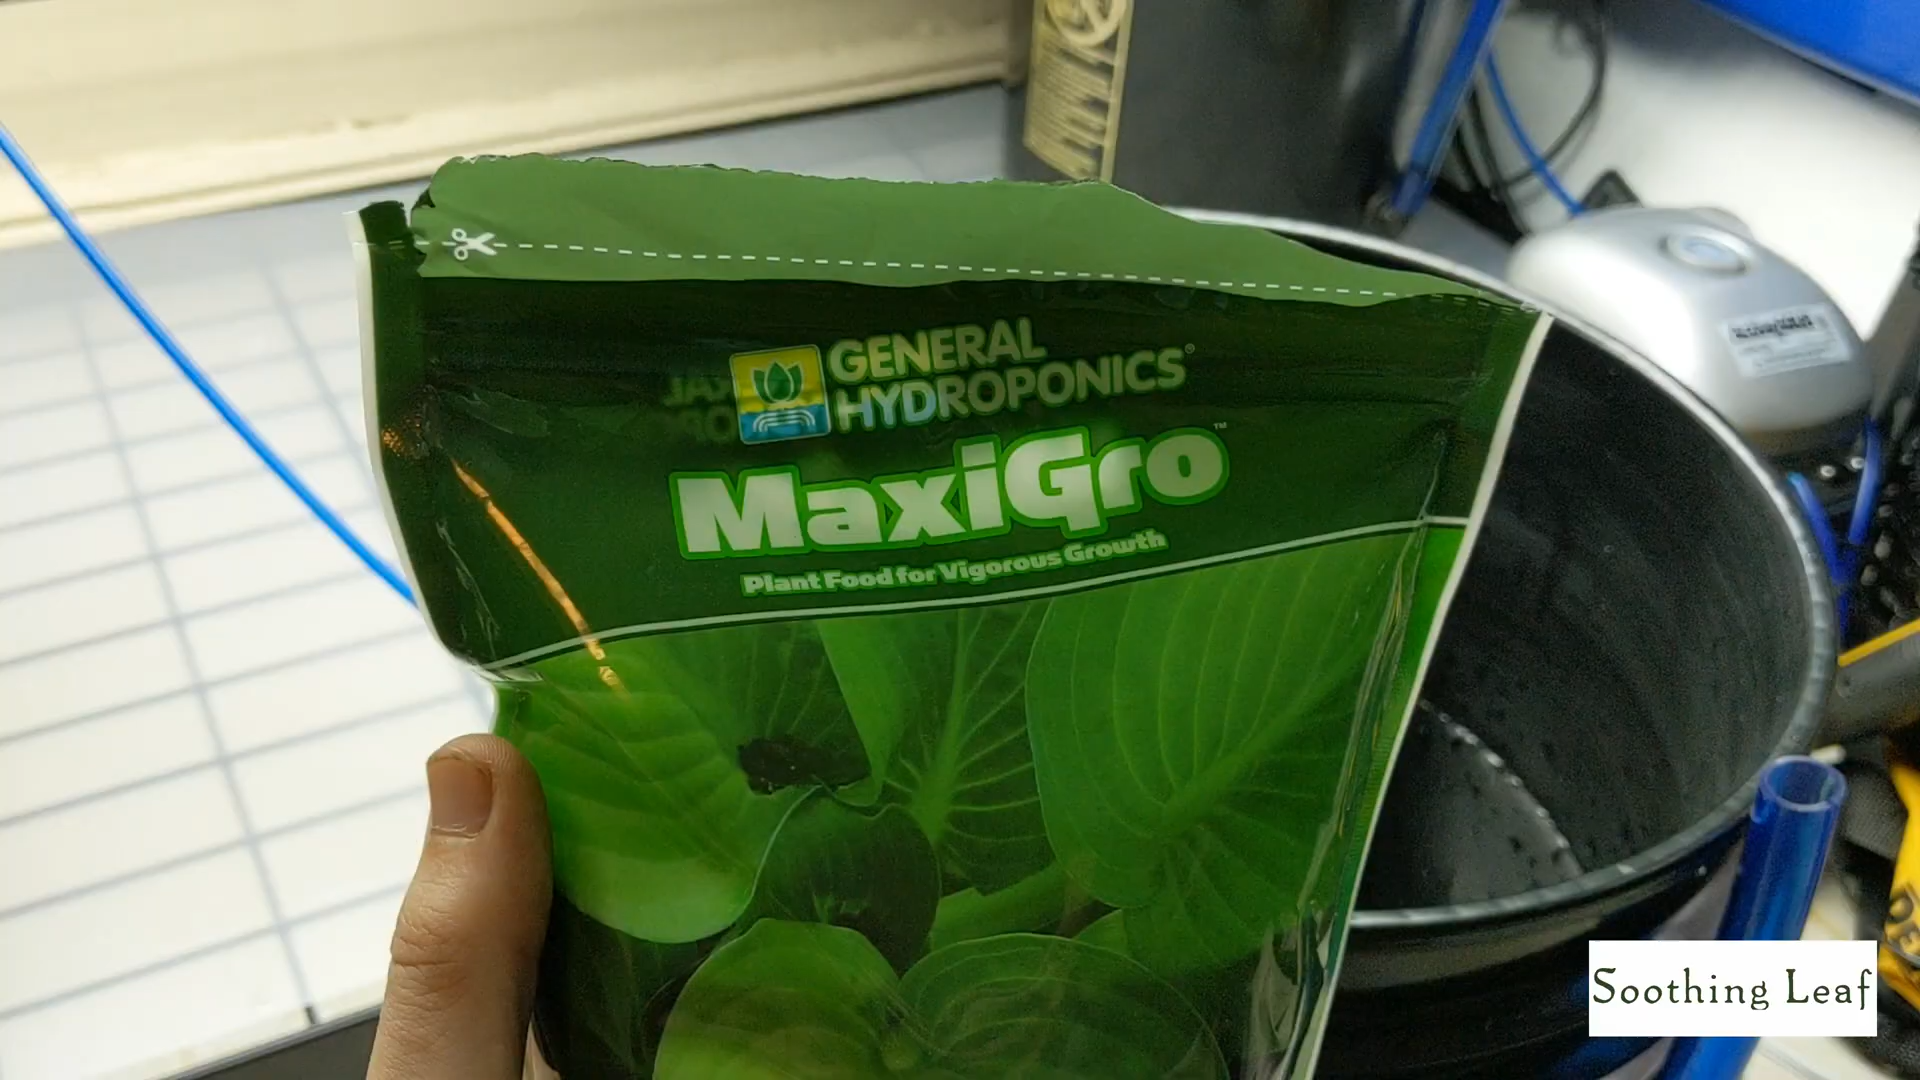 GENERAL
HYDROPONICS®
MaxiGro™
Plant Food for Vigorous Growth
Soothing Leaf